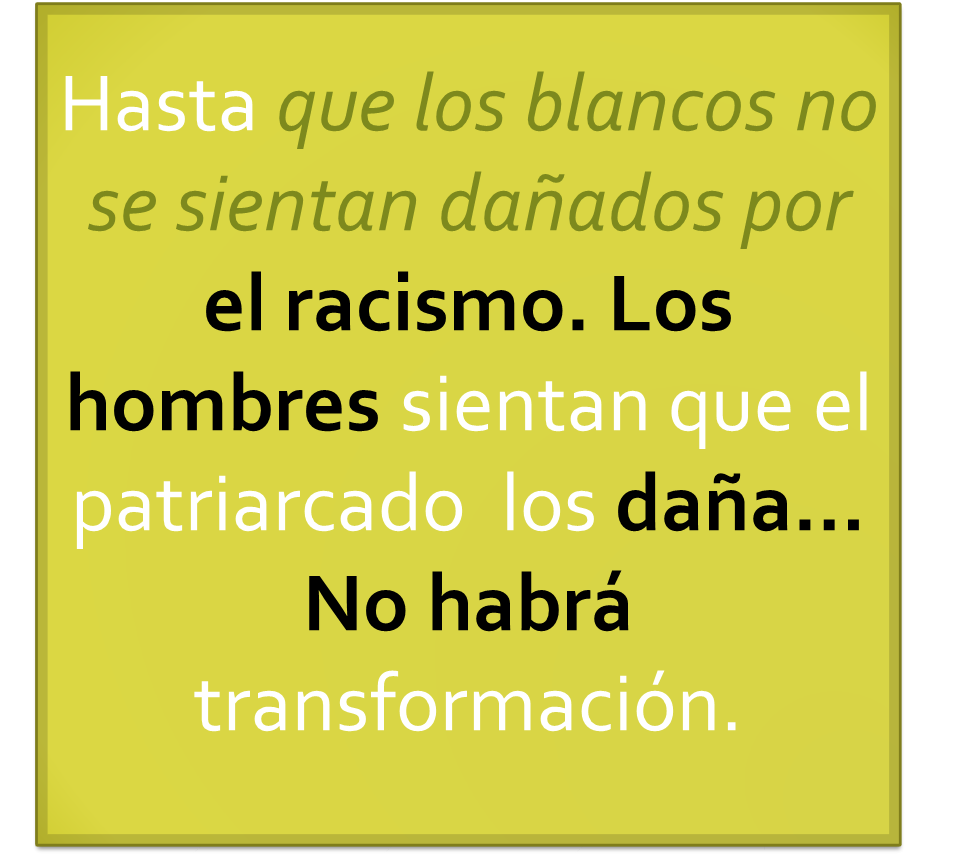 Hasta que los blancos no
se sientan dañados por
el racismo. Los
hombres sientan que el
patriarcado  los daña...
No habrá
transformación.